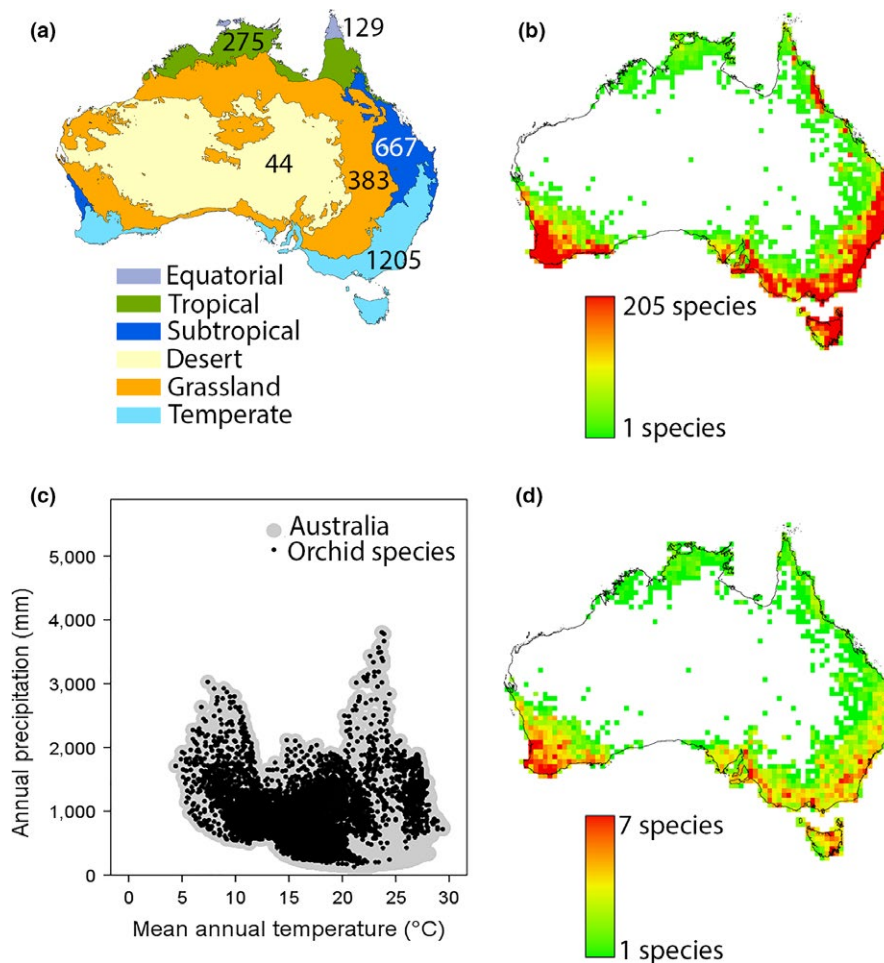 (a)
129
275
667
44
383
1205
Equatorial
Tropical
Subtropical
Desert
Grassland
Temperate
(b)
205 species
1 species
(c)
Australia
Orchid species
Annual precipitation (mm)
5,000
4,000
3,000
2,000
1,000
0
0 5 10 15 20 25 30
Mean annual temperature (°C)
(d)
7 species
1 species